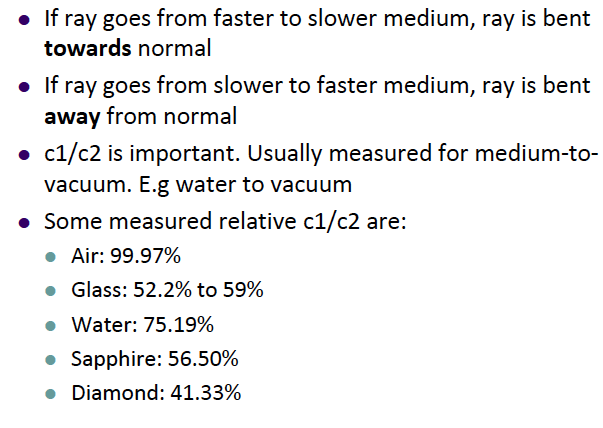 If ray goes from faster to slower medium, ray is bent
towards normal
If ray goes from slower to faster medium, ray is bent
away from normal
c1/c2 is important. Usually measured for medium-to-
vacuum. E.g water to vacuum
Some measured relative c1/c2 are:
Air: 99.97%
Glass: 52.2% to 59%
Water: 75.19%
Sapphire: 56.50%
Diamond: 41.33%